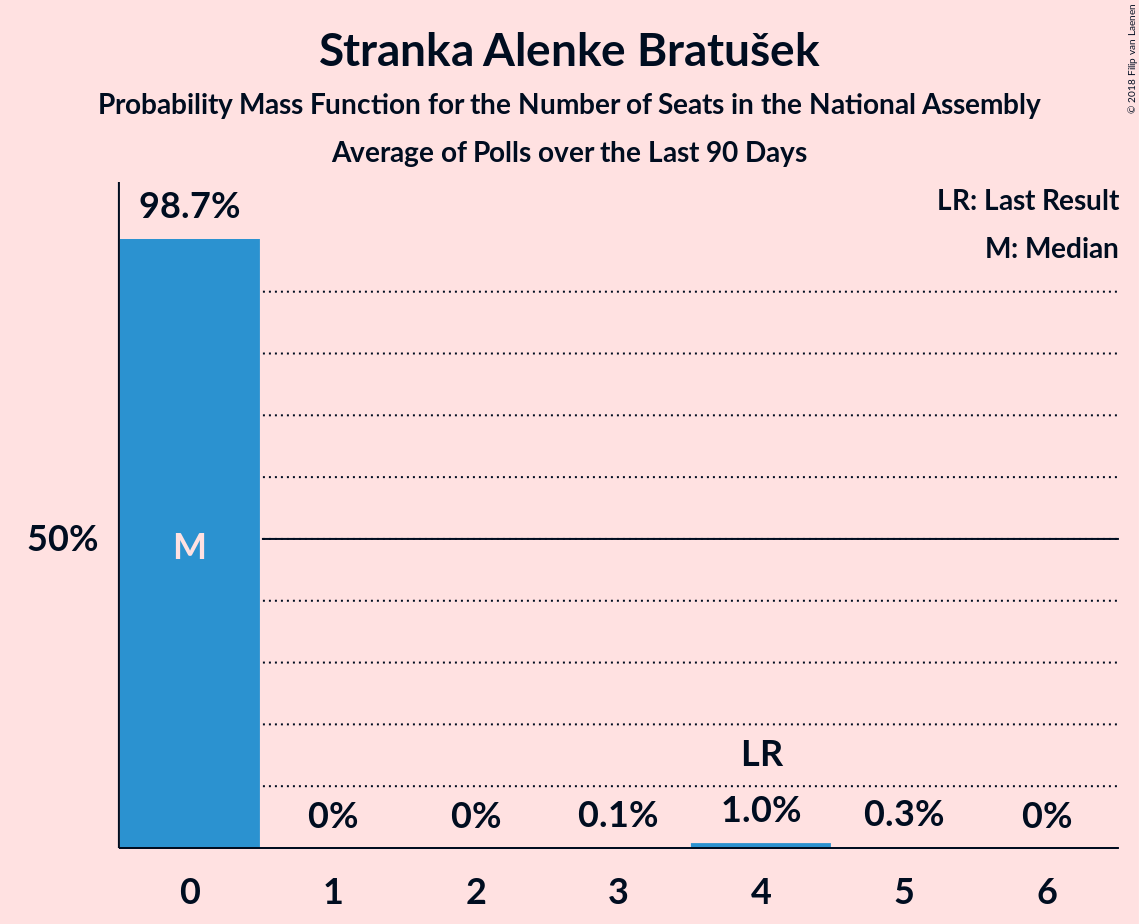 Stranka Alenke Bratušek
Probability Mass Function for the Number of Seats in the National Assembly
Average of Polls over the Last 90 Days
© 2018 Filip van Laenen
LR: Last Result
M: Median
98.7%
50%
M
LR
0% 0% 0.1% 1.0% 0.3% 0%
0 1 2 3 4 5 6